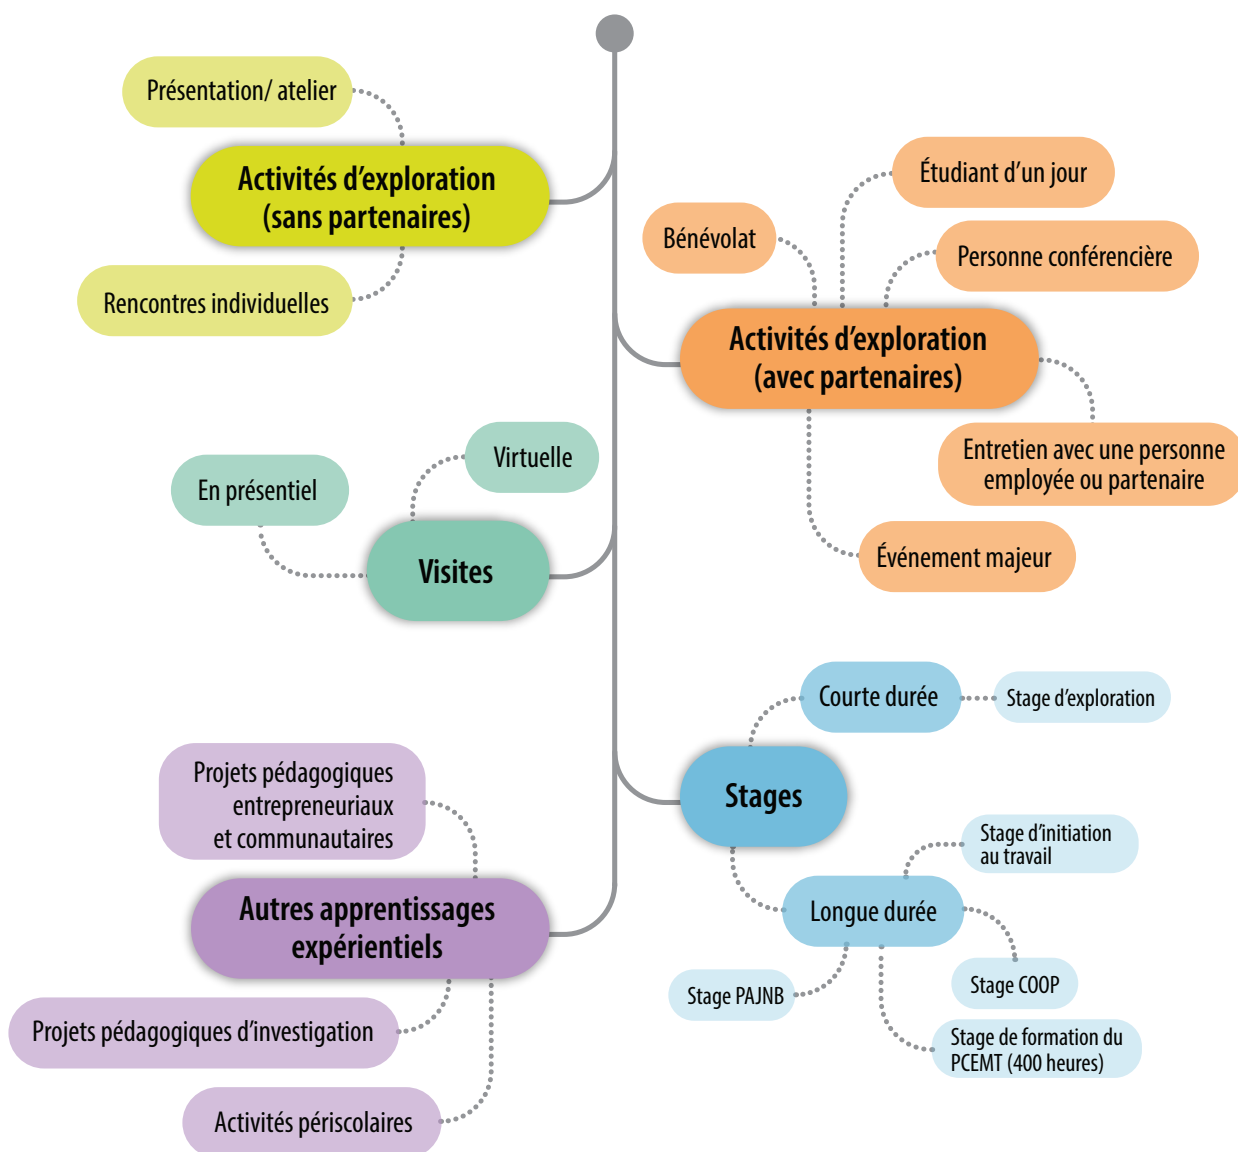 Présentation/ atelier
Activités d'exploration
(sans partenaires)
Rencontres individuelles
Étudiant d'un jour
Bénévolat
Personne conférencière
Activités d'exploration
(avec partenaires)
Entretien avec une personne
employée ou partenaire
Événement majeur
Virtuelle
En présentiel
Visites
Courte durée
Stage d'exploration
Stages
Stage d'initiation
au travail
Longue durée
Stage PAJNB
Stage COOP
Stage de formation du
PCEMT (400 heures)
Projets pédagogiques
entrepreneuriaux
et communautaires
Autres apprentissages
expérientiels
Projets pédagogiques d'investigation
Activités périscolaires